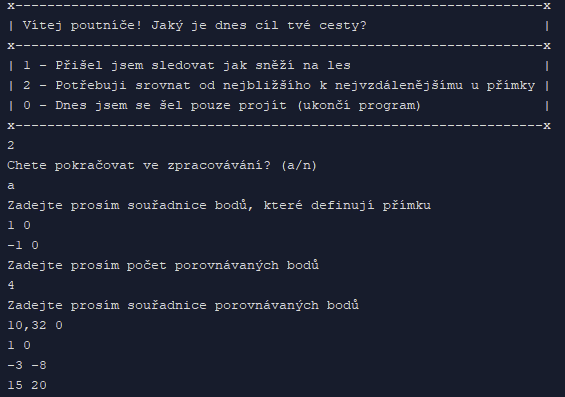 x------------------------------------------------------------------x
| Vítej poutníče! Jaký je dnes cíl tvé cesty?                      |
x------------------------------------------------------------------x
| 1 - Přišel jsem sledovat jak sněží na les                        |
| 2 - Potřebuji srovnat od nejbližšího k nejvzdálenějšímu u přímky |
| 0 - Dnes jsem se šel pouze projít (ukončí program)               |
x------------------------------------------------------------------x
2
Chete pokračovat ve zpracovávání? (a/n)
a
Zadejte prosím souřadnice bodů, které definují přímku
1 0
-1 0
Zadejte prosím počet porovnávaných bodů
4
Zadejte prosím souřadnice porovnávaných bodů
10,32 0
1 0
-3 -8
15 20